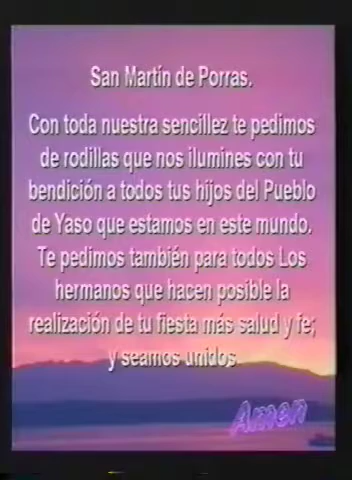 San Martín de Porras.
Con toda nuestra sencillez te pedimos
de rodillas que nos ilumines con tu
bendición a todos tus hijos del Pueblo
de Yaso que estamos en este mundo.
Te pedimos también para todos Los
hermanos que hacen posible la
realización de tu fiesta más salud y fe;
y seamos unidos
Amen